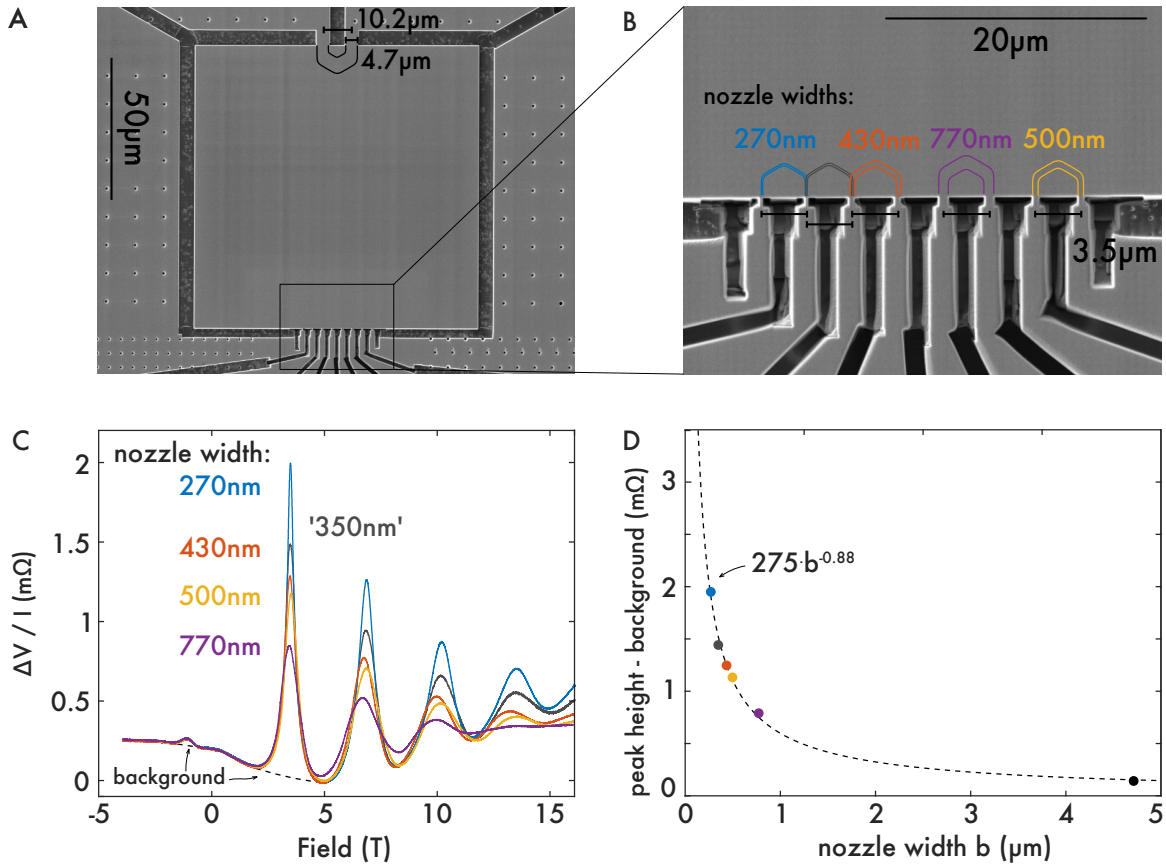 A
10.2μm
4.7μm
50μm
B
20μm
nozzle widths:
270nm 430nm 770nm 500nm
3.5μm
C
nozzle width:
270nm
'350nm'
430nm
500nm
770nm
background
ΔV / I (mΩ)
2
1.5
1
0.5
0
-5 0 5 10 15
Field (T)
D
275·b-0.88
peak height - background (mΩ)
3
2
1
0
0 1 2 3 4 5
nozzle width b (μm)